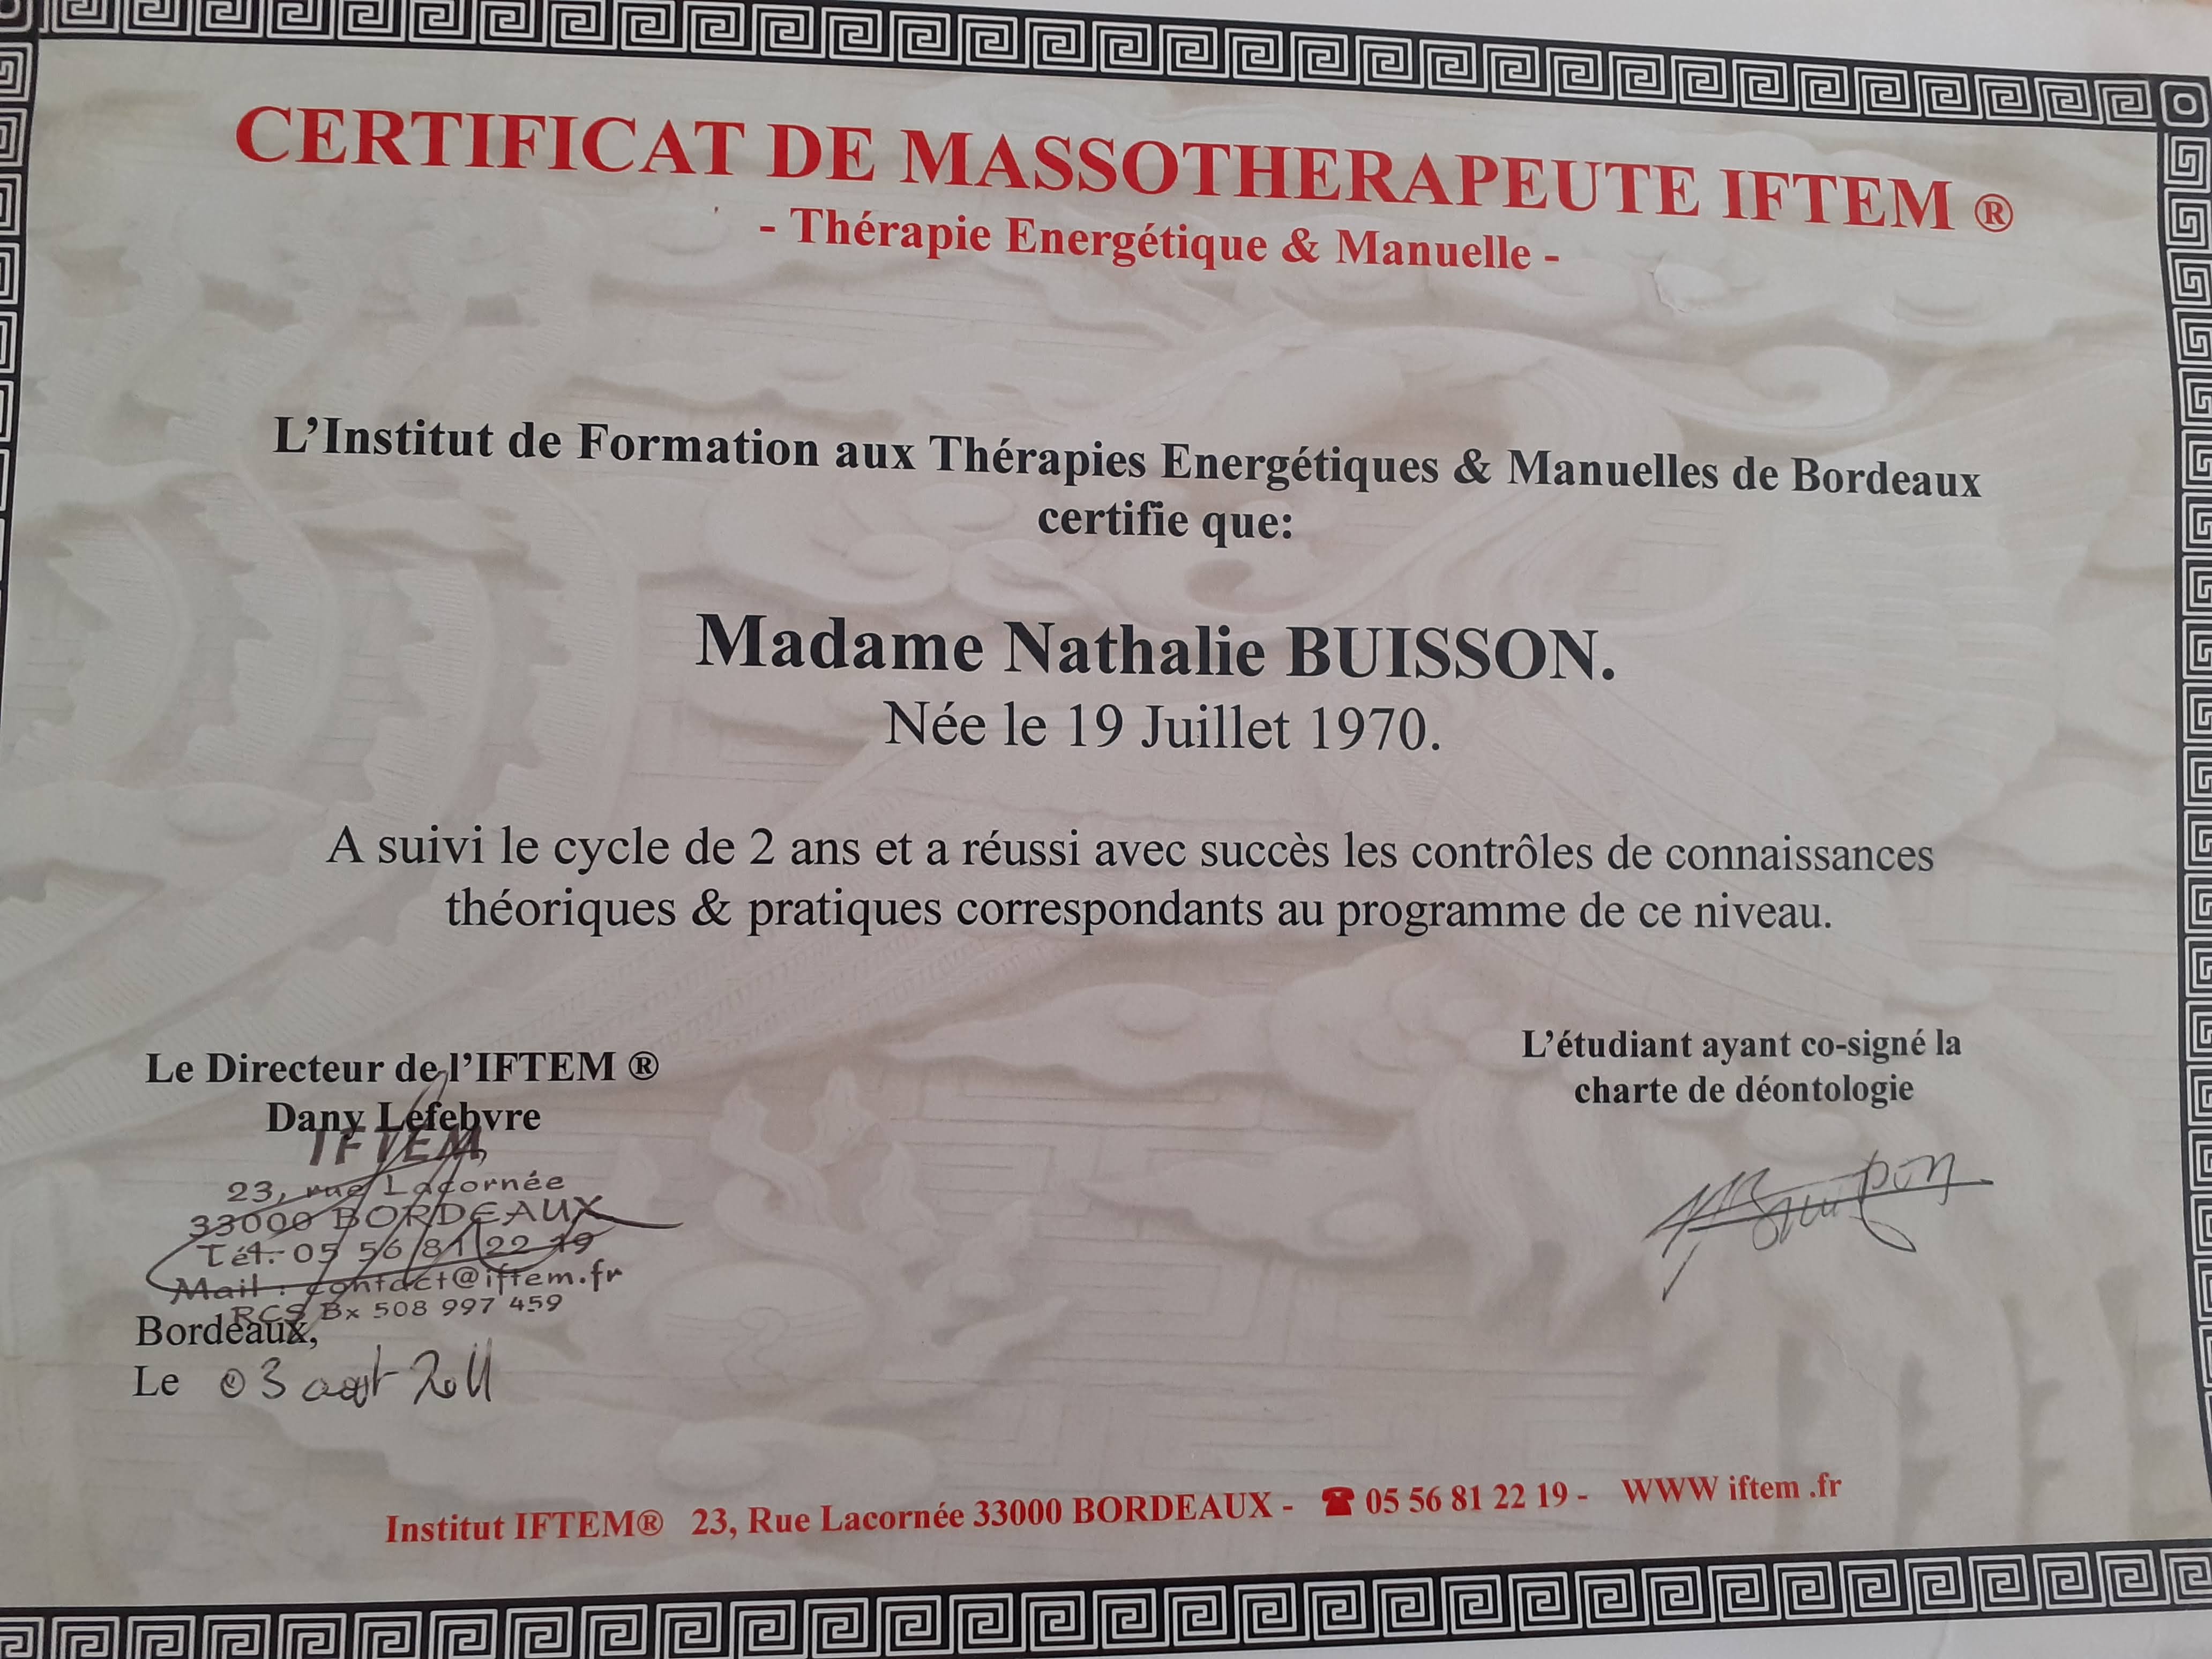 CERTIFICAT DE MASSOTHERAPEUTE IFTEM ®
- Thérapie Energétique & Manuelle -
L'Institut de Formation aux Thérapies Energétiques & Manuelles de Bordeaux
certifie que:
Madame Nathalie BUISSON.
Née le 19 Juillet 1970.
A suivi le cycle de 2 ans et a réussi avec succès les contrôles de connaissances
théoriques & pratiques correspondants au programme de ce niveau.
Le Directeur de l'IFTEM ®
Dany Lefebvre
IFTEM
23, rue Lacornée
33000 BORDEAUX
Tél. 05 56 81 22 19
Mail : contact@iftem.fr
RCS Bx 508 997 459
Bordeaux,
Le 03 août 2011
L'étudiant ayant co-signé la
charte de déontologie
Institut IFTEM® 23, Rue Lacornée 33000 BORDEAUX - ☎ 05 56 81 22 19 - WWW iftem .fr